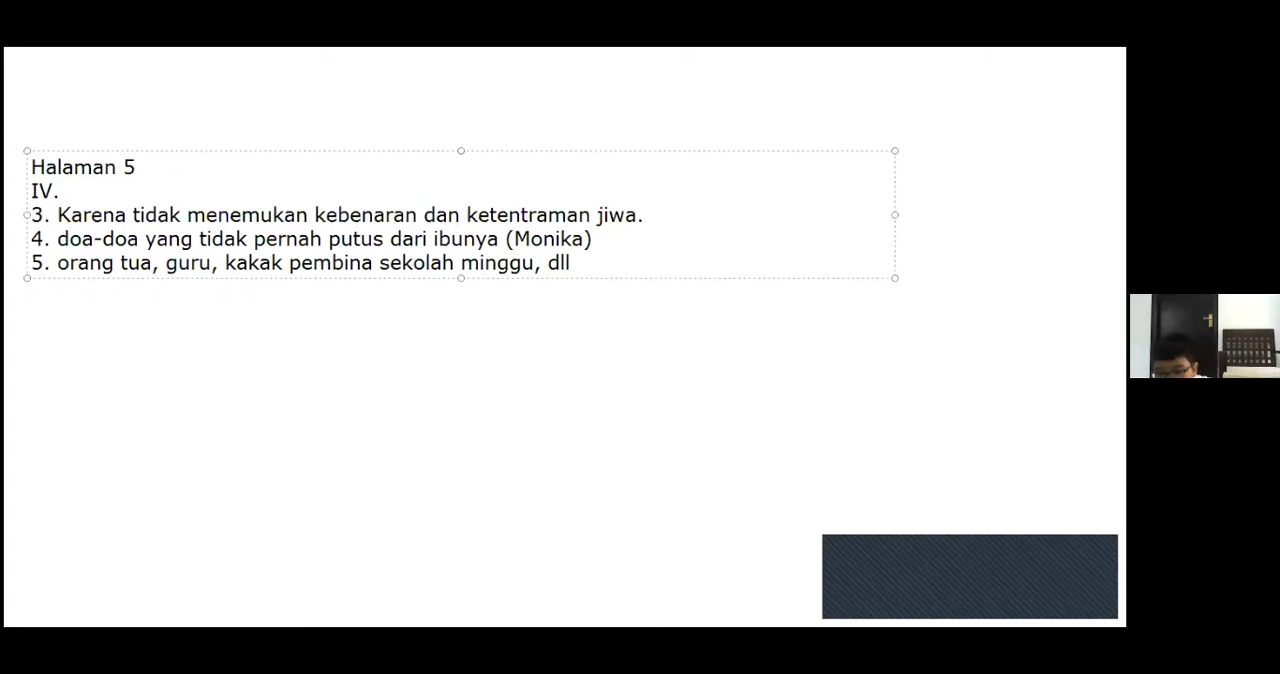 Halaman 5
IV.
3. Karena tidak menemukan kebenaran dan ketentraman jiwa.
4. doa-doa yang tidak pernah putus dari ibunya (Monika)
5. orang tua, guru, kakak pembina sekolah minggu, dll